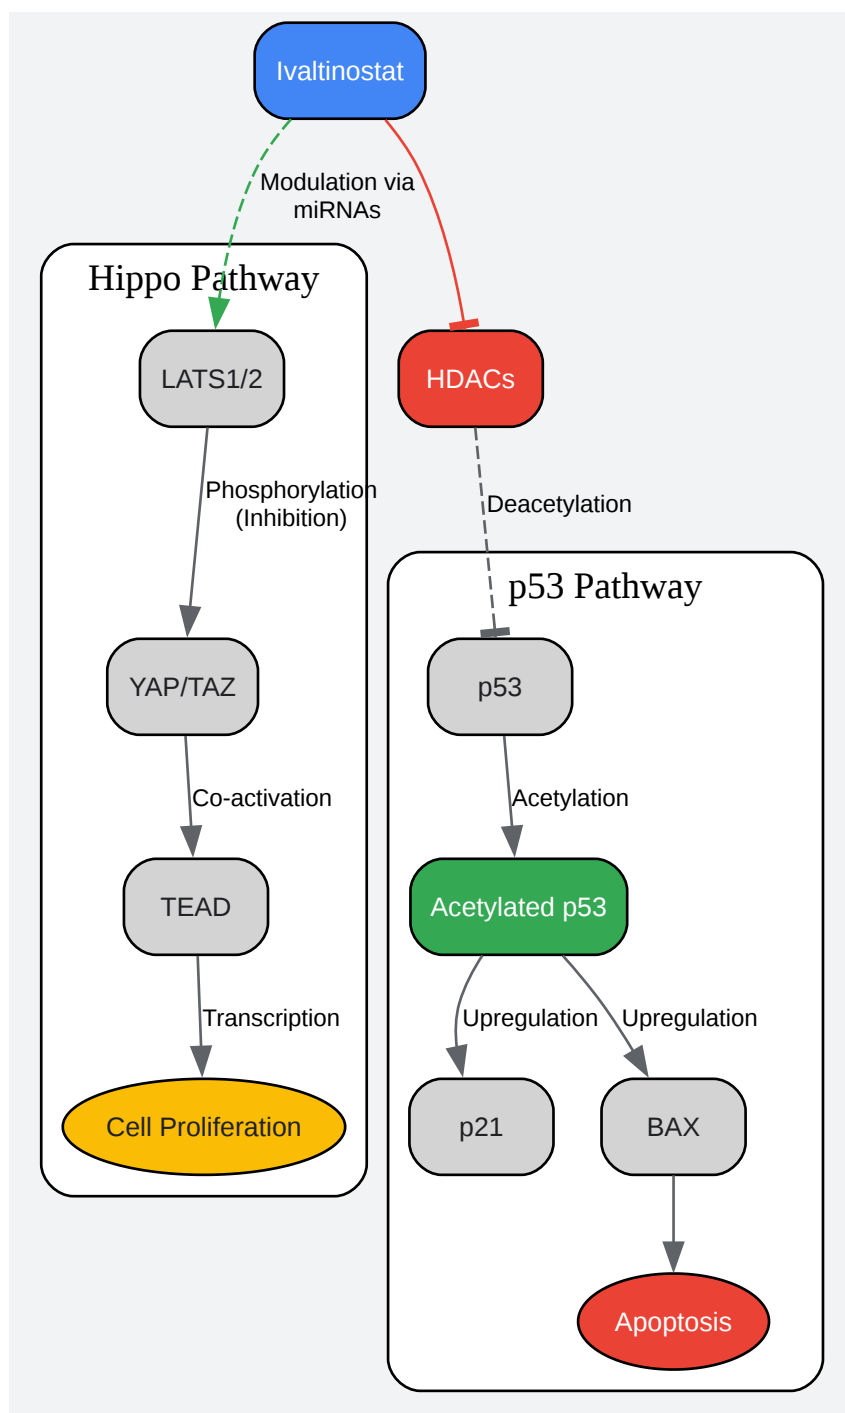 Ivaltinostat
Modulation via
miRNAs
Hippo Pathway
LATS1/2
HDACs
Phosphorylation
(Inhibition)
Deacetylation
p53 Pathway
YAP/TAZ
p53
Co-activation
Acetylation
TEAD
Acetylated p53
Transcription
Upregulation
Upregulation
Cell Proliferation
p21
BAX
Apoptosis